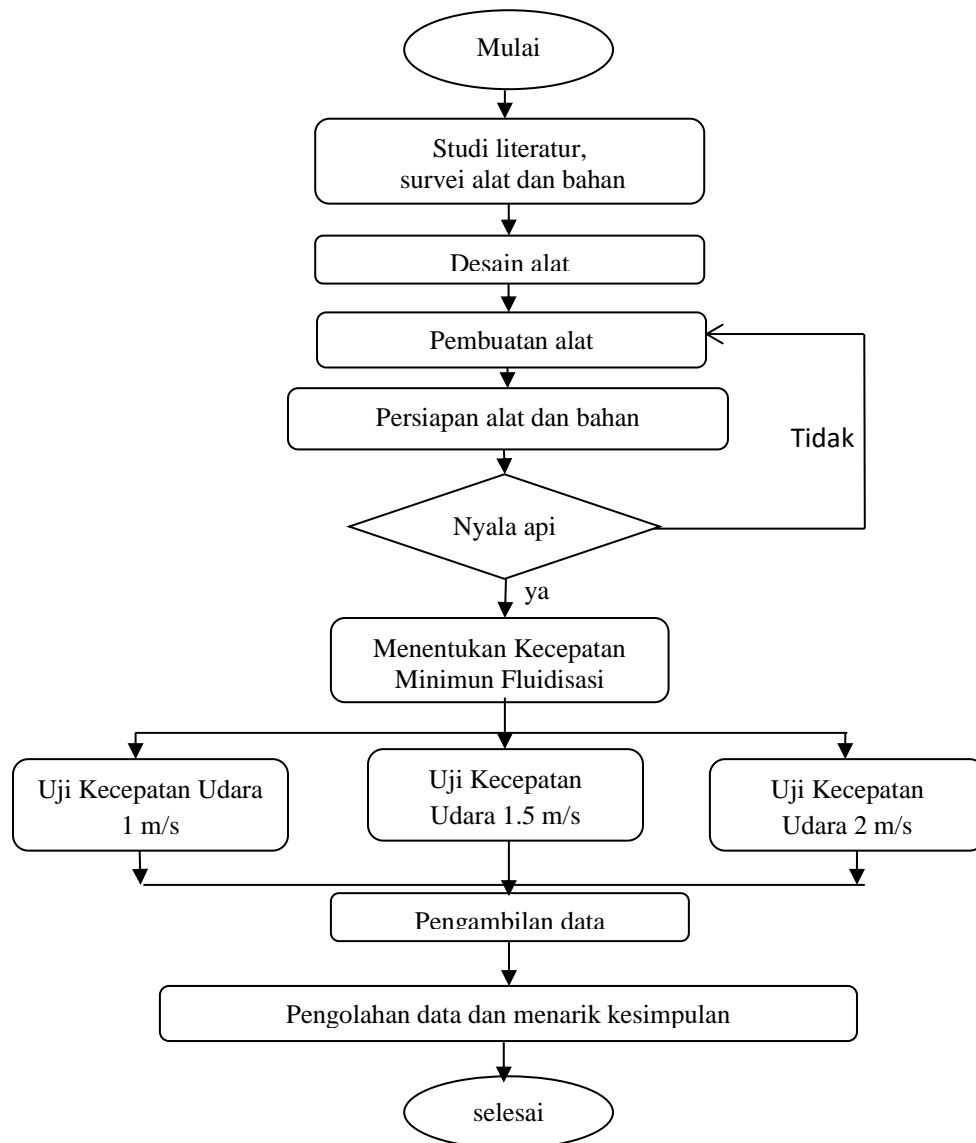 Mulai
Studi literatur,
survei alat dan bahan
Desain alat
Pembuatan alat
Persiapan alat dan bahan
Tidak
Nyala api
ya
Menentukan Kecepatan
Minimun Fluidisasi
Uji Kecepatan Udara
1 m/s
Uji Kecepatan
Udara 1.5 m/s
Uji Kecepatan
Udara 2 m/s
Pengambilan data
Pengolahan data dan menarik kesimpulan
selesai